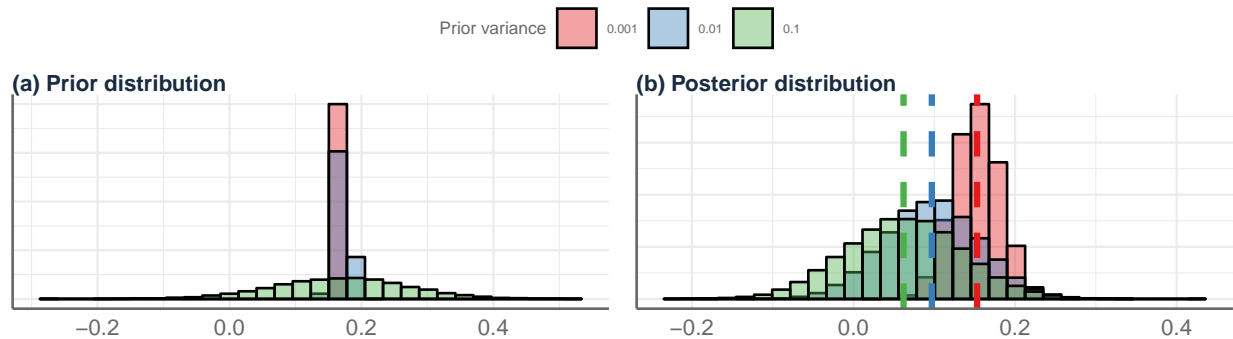 Prior variance 0.001 0.01 0.1
(a) Prior distribution (b) Posterior distribution
−0.2 0.0 0.2 0.4 −0.2 0.0 0.2 0.4